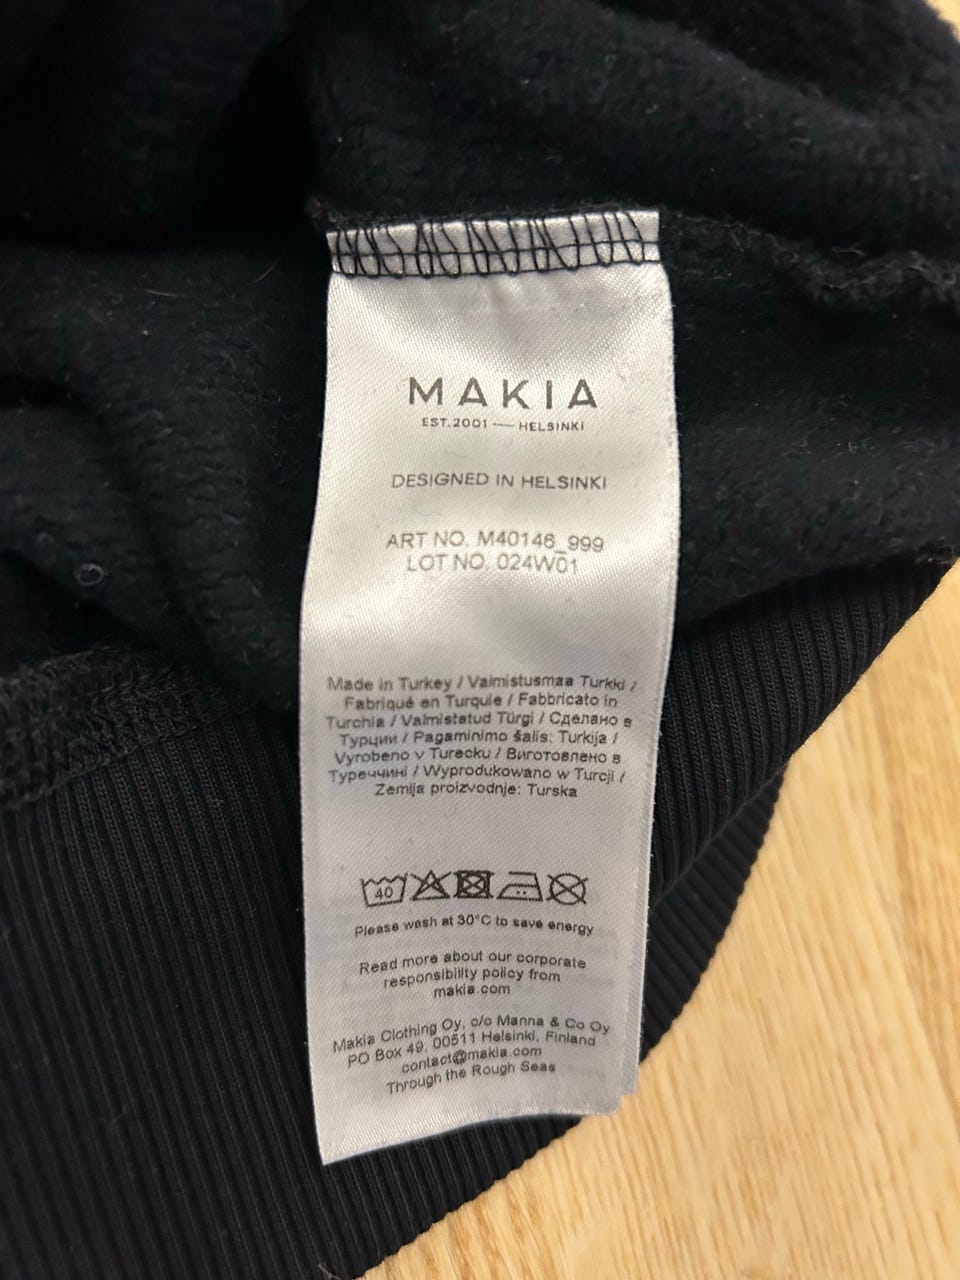 MAKIA
EST.2001 — HELSINKI
DESIGNED IN HELSINKI
ART NO. M40146_999
LOT NO. 024W01
Made in Turkey / Valmistusmaa Turkki /
Fabriqué en Turquie / Fabbricato in
Turchia / Valmistatud Türgi / Сделано в
Турции / Pagaminimo šalis: Turkija /
Vyrobeno v Turecku / Виготовлено в
Туреччині / Wyprodukowano w Turcji /
Zemlja proizvodnje: Turska
40
Please wash at 30°C to save energy
Read more about our corporate
responsibility policy from
makia.com
Makia Clothing Oy, c/o Manna & Co Oy
PO Box 49, 00511 Helsinki, Finland
contact@makia.com
Through the Rough Seas